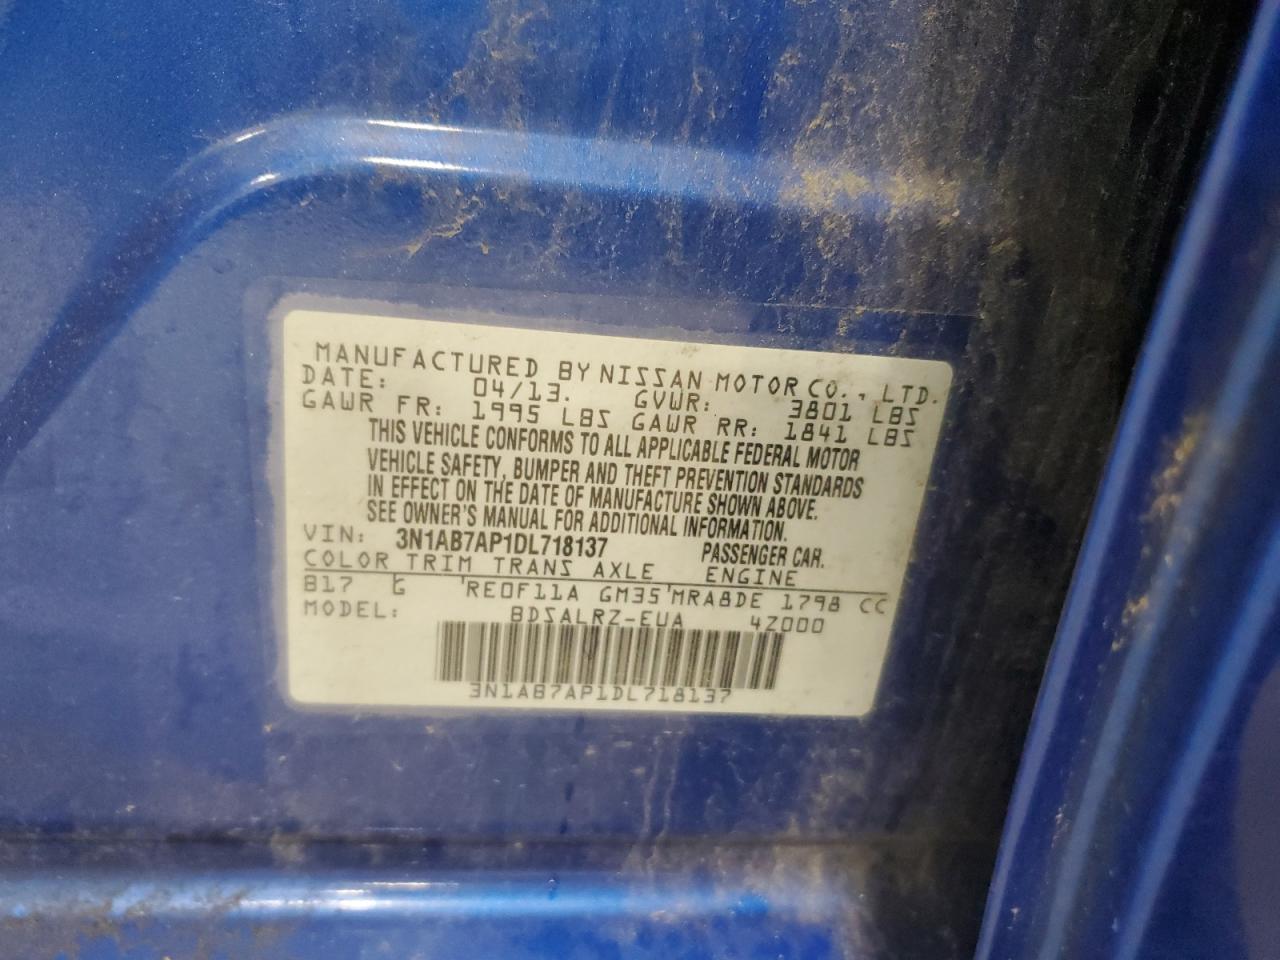 MANUFACTURED BY NISSAN MOTOR CO., LTD.
DATE: 04/13. GVWR: 3801 LBS
GAWR FR: 1995 LBS GAWR RR: 1841 LBS
THIS VEHICLE CONFORMS TO ALL APPLICABLE FEDERAL MOTOR
VEHICLE SAFETY, BUMPER AND THEFT PREVENTION STANDARDS
IN EFFECT ON THE DATE OF MANUFACTURE SHOWN ABOVE.
SEE OWNER'S MANUAL FOR ADDITIONAL INFORMATION.
VIN: 3N1AB7AP1DL718137 PASSENGER CAR.
COLOR TRIM TRANS AXLE ENGINE
B17 G RE0F11A GM35 MRA8DE 1798 CC
MODEL: BDSALRZ-EUA 4Z000
3N1AB7AP1DL718137